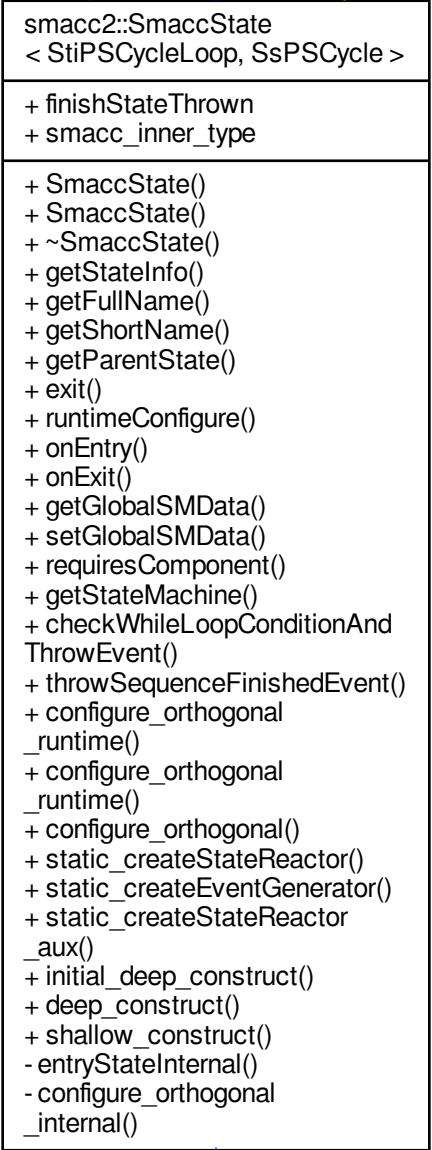 smacc2::SmaccState
< StiPSCycleLoop, SsPSCycle >
+ finishStateThrown
+ smacc_inner_type
+ SmaccState()
+ SmaccState()
+ ~SmaccState()
+ getStateInfo()
+ getFullName()
+ getShortName()
+ getParentState()
+ exit()
+ runtimeConfigure()
+ onEntry()
+ onExit()
+ getGlobalSMData()
+ setGlobalSMData()
+ requiresComponent()
+ getStateMachine()
+ checkWhileLoopConditionAnd
ThrowEvent()
+ throwSequenceFinishedEvent()
+ configure_orthogonal
_runtime()
+ configure_orthogonal
_runtime()
+ configure_orthogonal()
+ static_createStateReactor()
+ static_createEventGenerator()
+ static_createStateReactor
_aux()
+ initial_deep_construct()
+ deep_construct()
+ shallow_construct()
- entryStateInternal()
- configure_orthogonal
_internal()